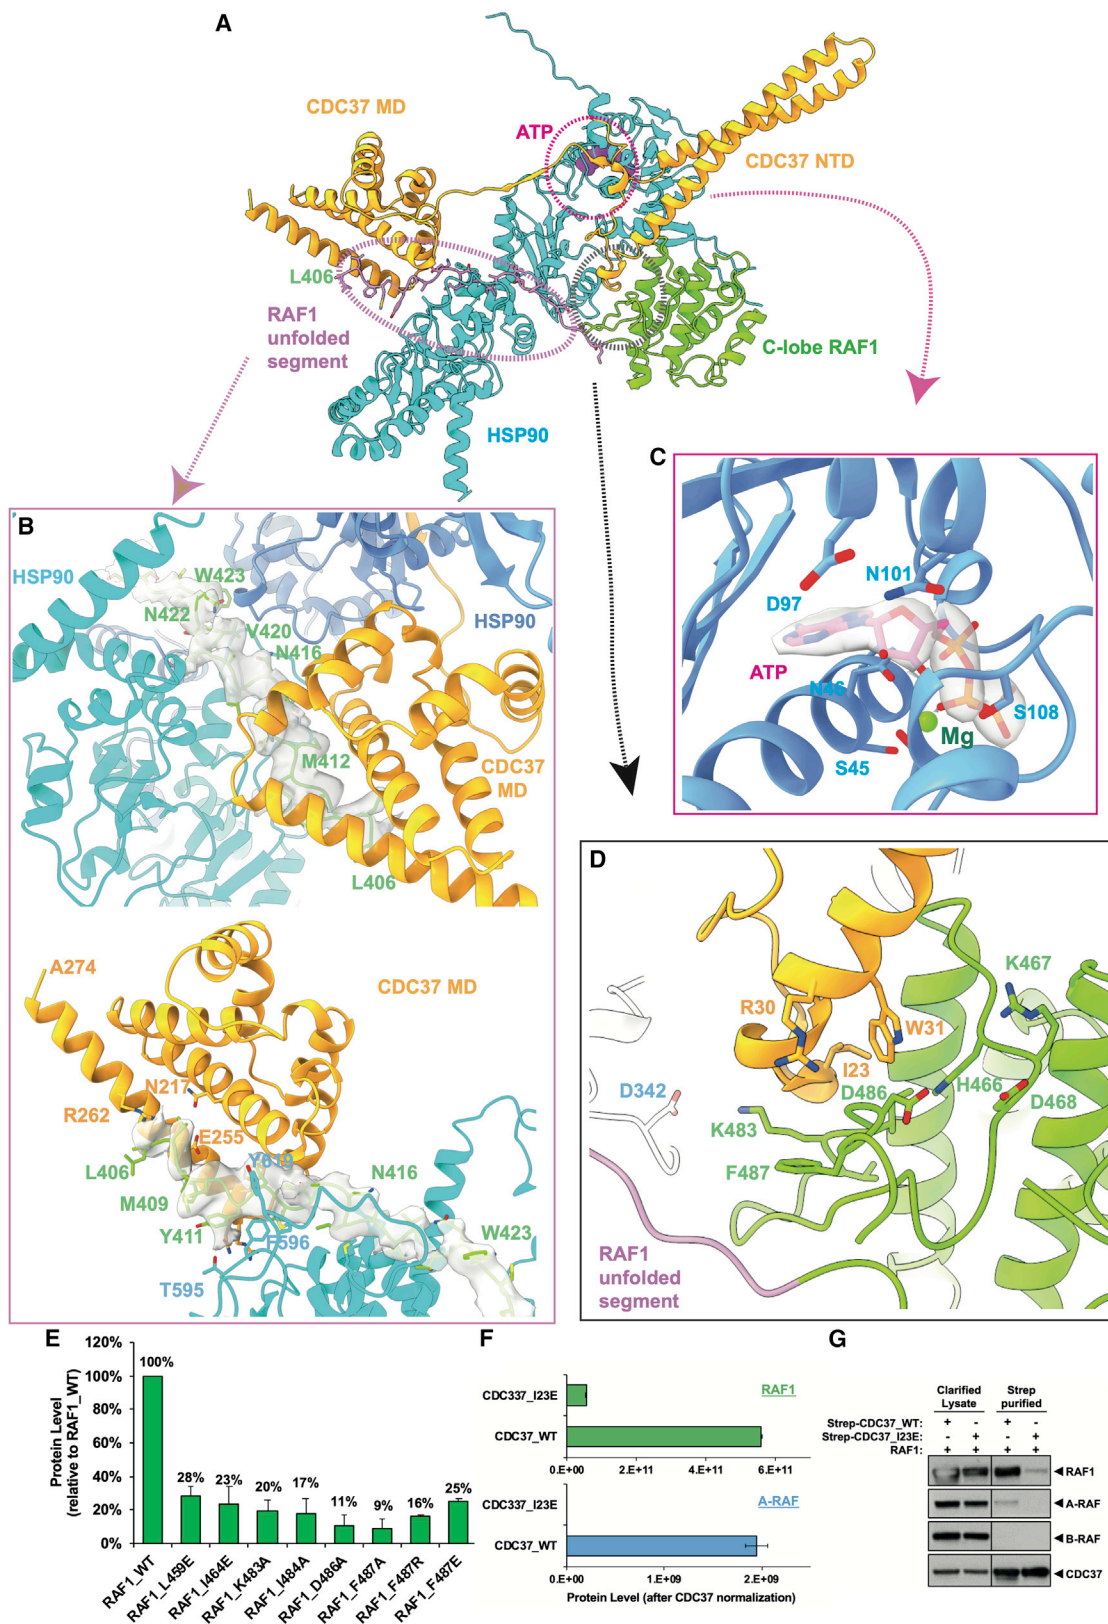 A
CDC37 MD
ATP
CDC37 NTD
L406
RAF1
unfolded
segment
C-lobe RAF1
HSP90
B
HSP90
W423
N422
V420
N416
HSP90
M412
CDC37
MD
L406
A274
CDC37 MD
N217
R262
E255
Y619
L406
N416
M409
Y411
F596
W423
T595
C
N101
D97
ATP
N46
S108
Mg
S45
D
K467
R30
W31
I23
D342
D486
H466
D468
K483
F487
RAF1
unfolded
segment
E
Protein Level
(relative to RAF1_WT)
120%
100%
80%
60%
40%
20%
0%
100%
28%
23%
20%
17%
11%
9%
16%
25%
RAF1_WT
RAF1_L459E
RAF1_I464E
RAF1_K483A
RAF1_I484A
RAF1_D486A
RAF1_F487A
RAF1_F487R
RAF1_F487E
F
CDC337_I23E
RAF1
CDC37_WT
0.E+00
2.E+11
4.E+11
6.E+11
CDC337_I23E
A-RAF
CDC37_WT
0.E+00
1.E+09
2.E+09
Protein Level (after CDC37 normalization)
G
Clarified Lysate
Strep purified
Strep-CDC37_WT: + - + -
Strep-CDC37_I23E: - + - +
RAF1: + + + +
RAF1
A-RAF
B-RAF
CDC37